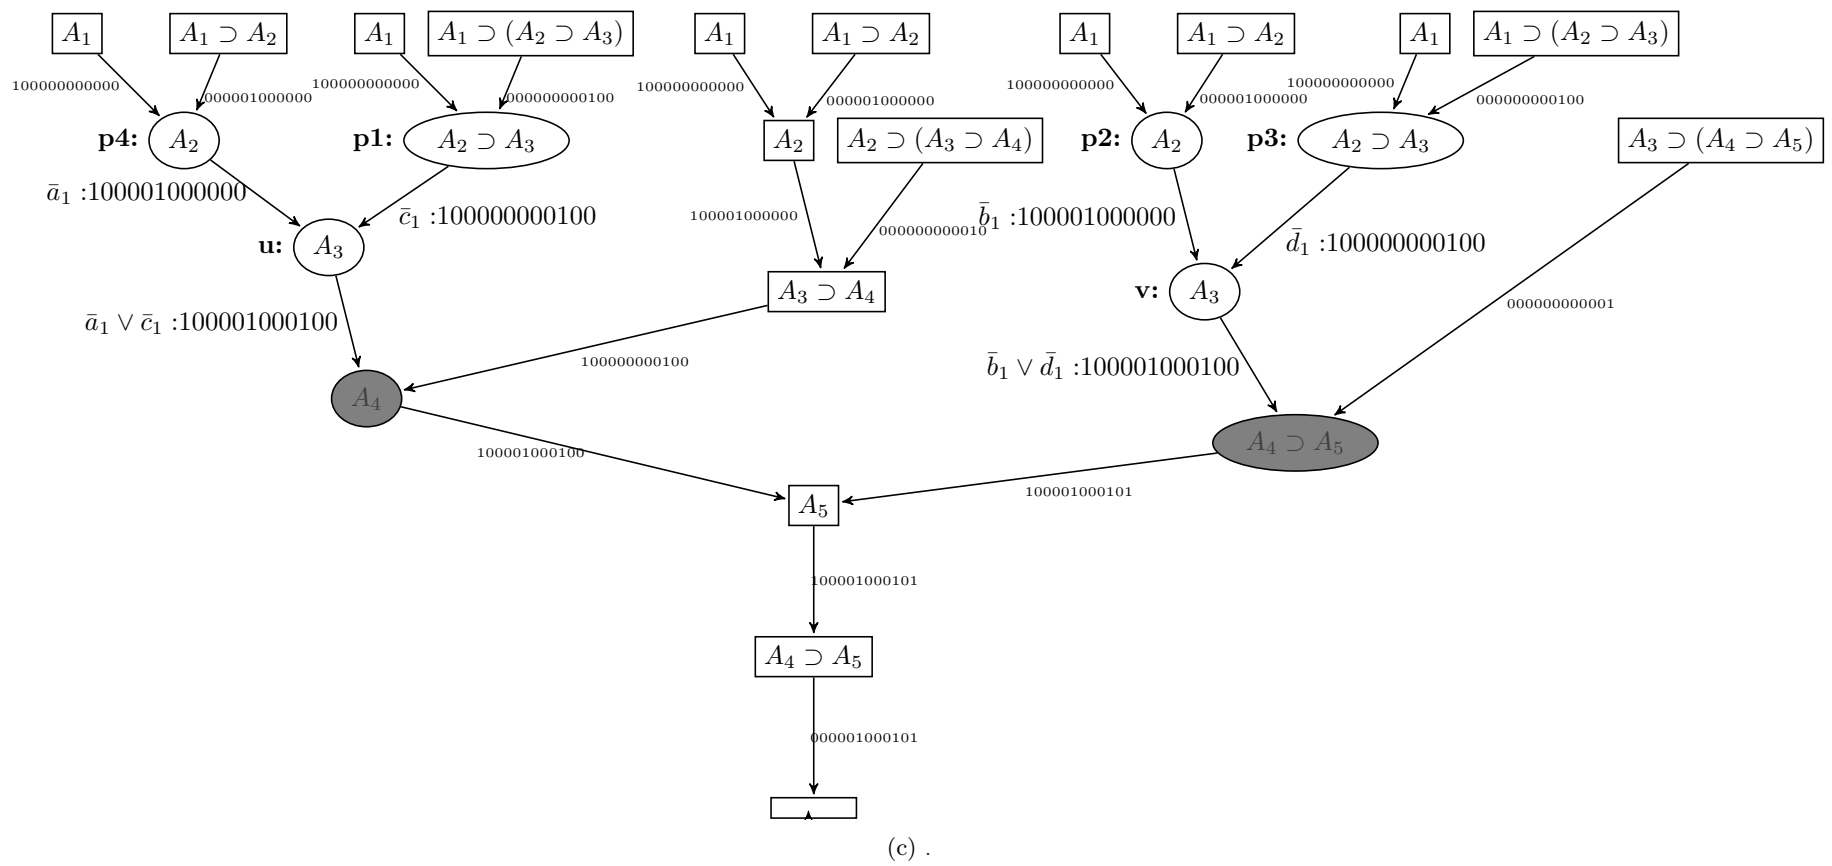 A₁ A₁ ⊃ A₂ A₁ A₁ ⊃ (A₂ ⊃ A₃) A₁ A₁ ⊃ A₂ A₁ A₁ ⊃ A₂ A₁ A₁ ⊃ (A₂ ⊃ A₃)
100000000000 000001000000 100000000000 000000000100 100000000000 000001000000 100000000000 000001000000 100000000000 000000000100
p4: A₂ p1: A₂ ⊃ A₃ A₂ A₂ ⊃ (A₃ ⊃ A₄) p2: A₂ p3: A₂ ⊃ A₃ A₃ ⊃ (A₄ ⊃ A₅)
ā₁ :100001000000 c̄₁ :100000000100 100001000000 000000000010 b̄₁ :100001000000 d̄₁ :100000000100
u: A₃ A₃ ⊃ A₄ v: A₃ 000000000001
ā₁ ∨ c̄₁ :100001000100 100000000100 b̄₁ ∨ d̄₁ :100001000100
A₄ A₄ ⊃ A₅
100001000100 100001000101
A₅
100001000101
A₄ ⊃ A₅
000001000101
(c) .